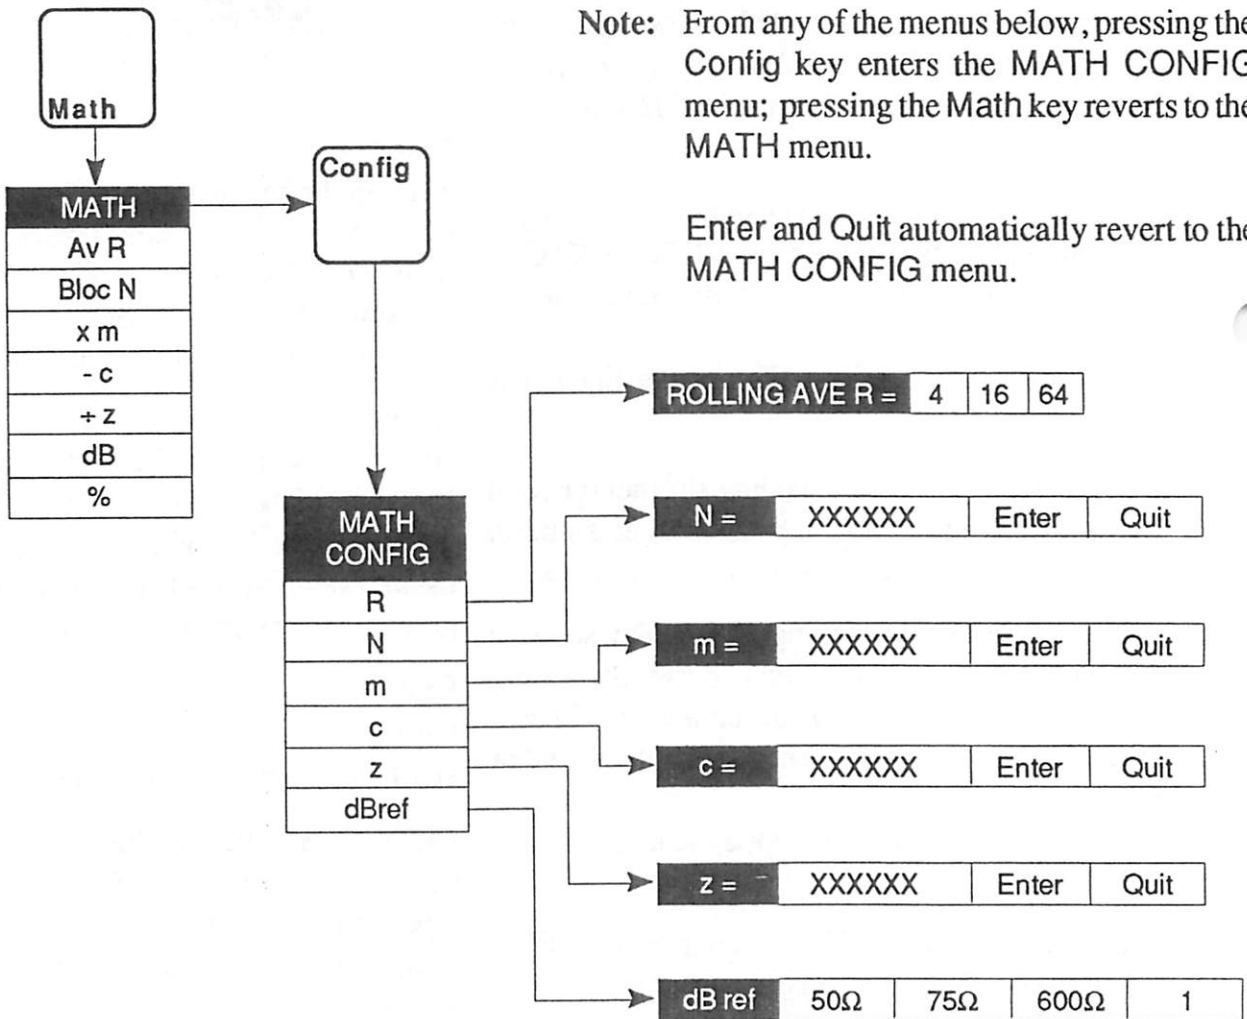 Math
Config
Note: From any of the menus below, pressing the
Config key enters the MATH CONFIG
menu; pressing the Math key reverts to the
MATH menu.
Enter and Quit automatically revert to the
MATH CONFIG menu.
MATH
Av R
Bloc N
x m
- c
÷ z
dB
%
MATH
CONFIG
R
N
m
c
z
dBref
ROLLING AVE R = 4 16 64
N = XXXXXX Enter Quit
m = XXXXXX Enter Quit
c = XXXXXX Enter Quit
z = XXXXXX Enter Quit
dB ref 50Ω 75Ω 600Ω 1